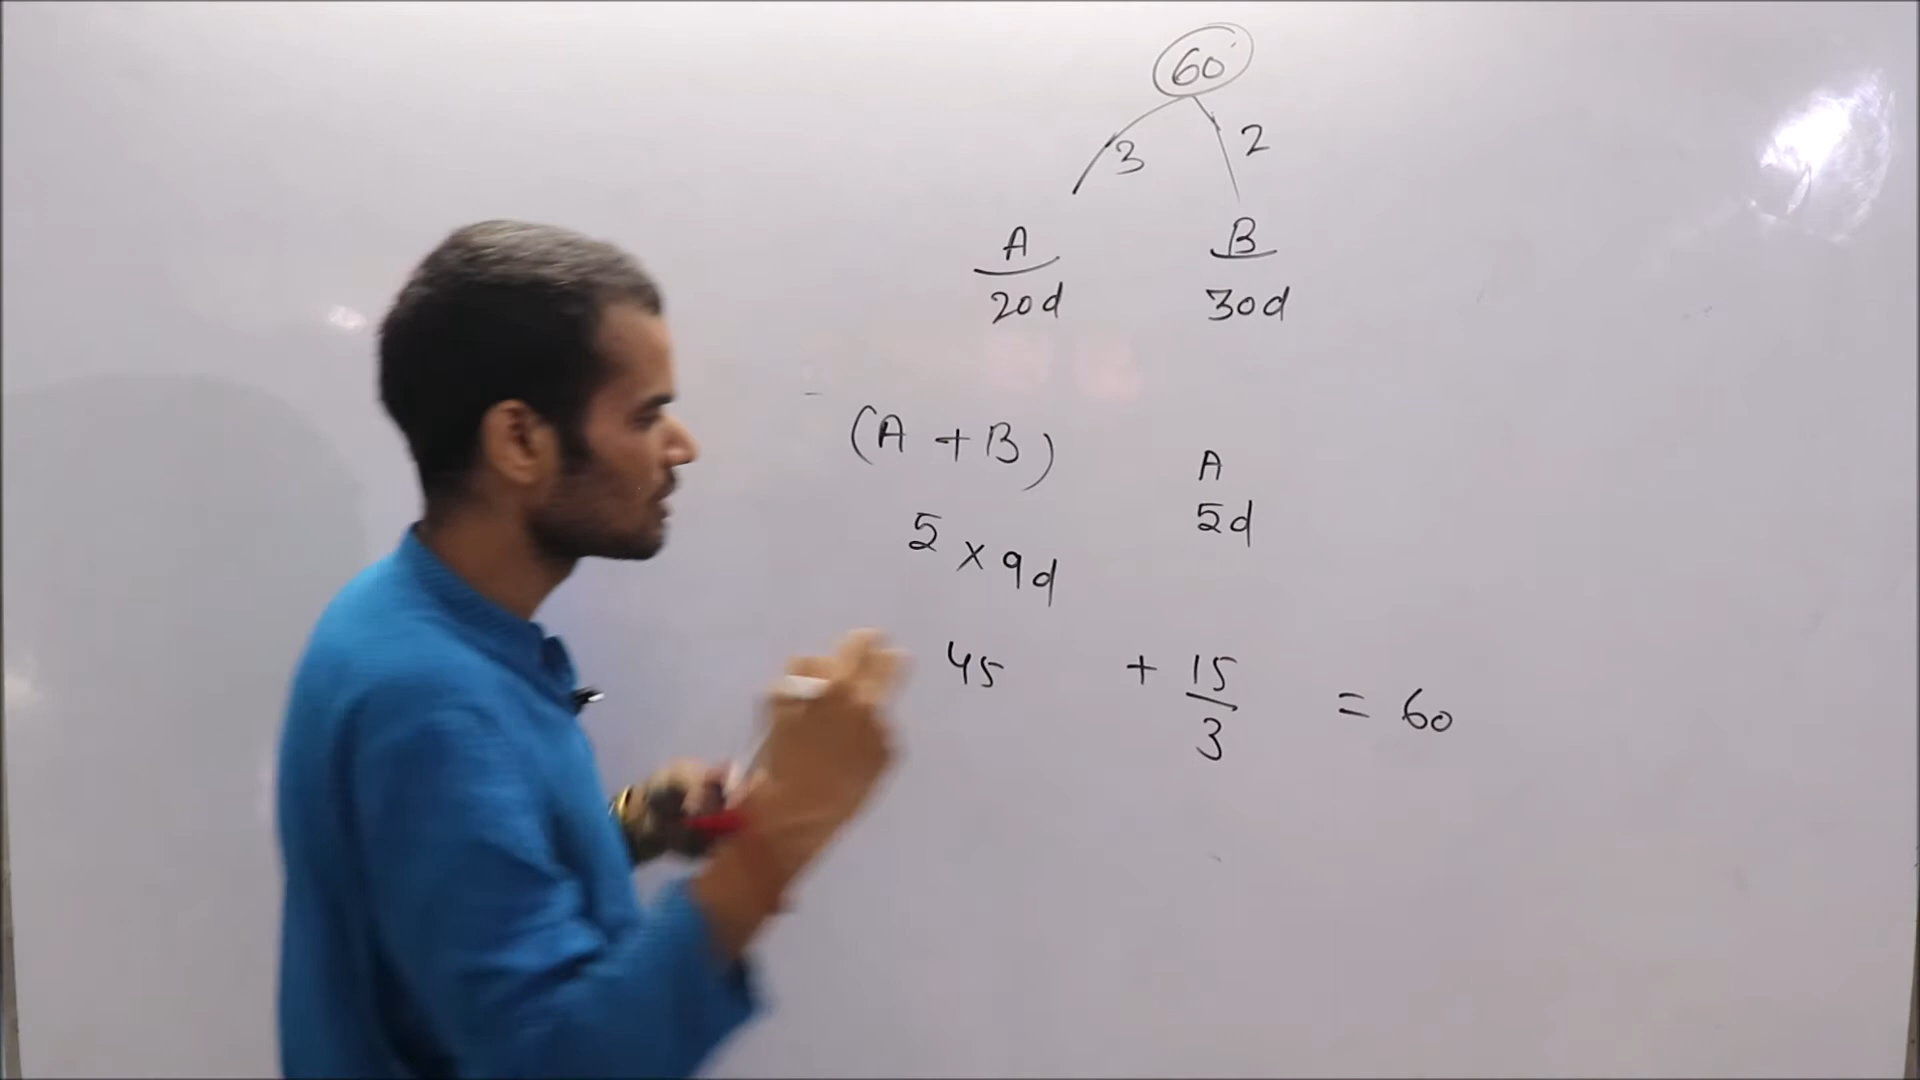 60
3 2
A B
20d 30d
(A + B) A
5 × 9d 5d
45 + 15/3 = 60